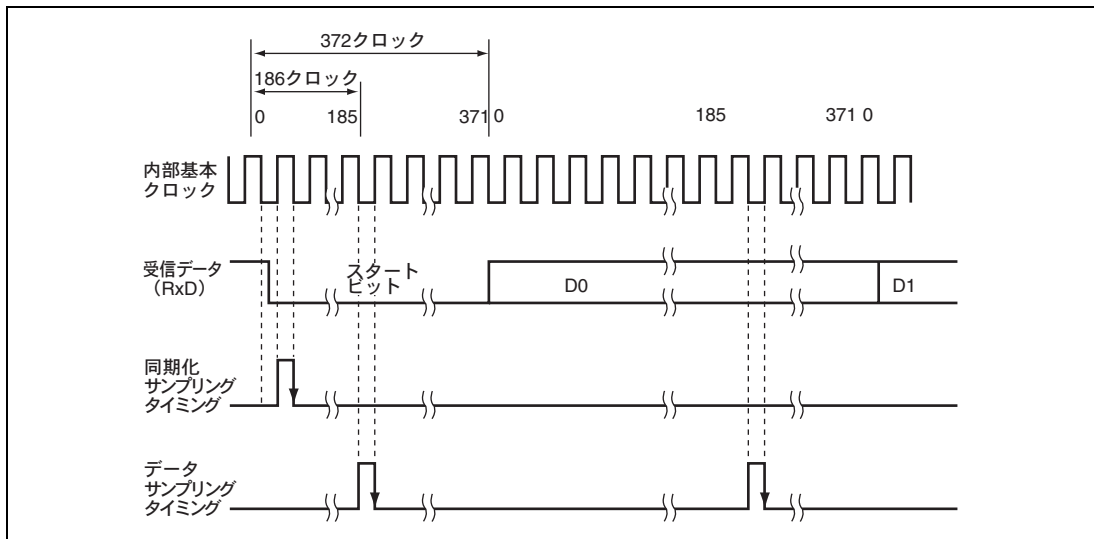 372クロック
186クロック
0
185
371 0
185
371 0
内部基本
クロック
受信データ
(RxD)
スタート
ビット
D0
D1
同期化
サンプリング
タイミング
データ
サンプリング
タイミング